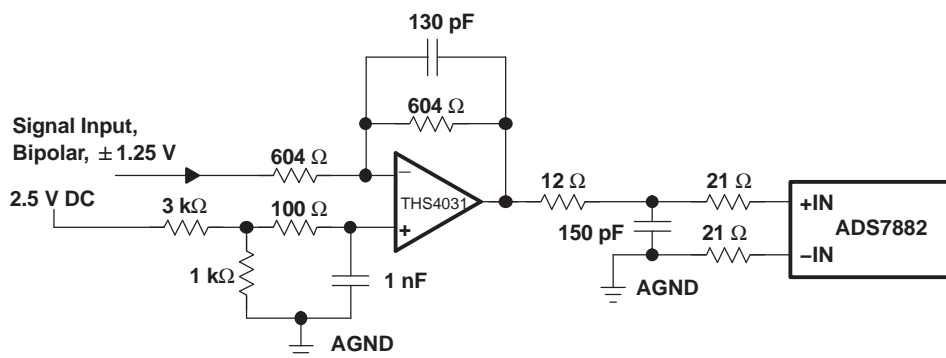 130 pF
604 Ω
Signal Input,
Bipolar, ± 1.25 V
604 Ω
2.5 V DC
−
THS4031
+
12 Ω
21 Ω
+IN
ADS7882
3 kΩ
100 Ω
150 pF
21 Ω
−IN
1 kΩ
1 nF
AGND
AGND